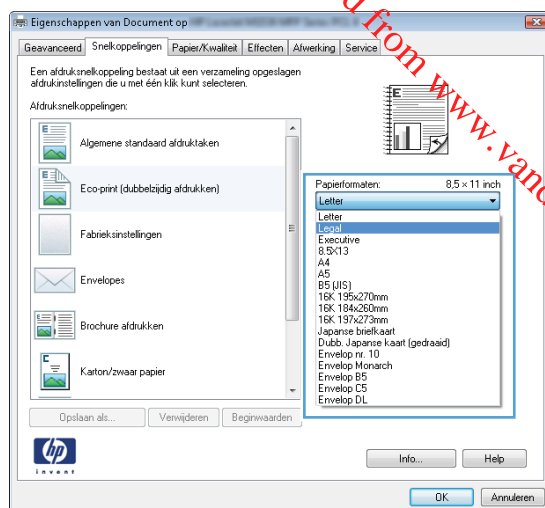 Eigenschappen van Document op
Geavanceerd Snelkoppelingen Papier/Kwaliteit Effecten Afwerking Service
Een afdruksnelkoppeling bestaat uit een verzameling opgeslagen
afdrukinstellingen die u met één klik kunt selecteren.
Afdruksnelkoppelingen:
Algemene standaard afdruktaken
Eco-print (dubbelzijdig afdrukken)
Fabrieksinstellingen
Envelopes
Brochure afdrukken
Karton/zwaar papier
Opslaan als... Verwijderen Beginwaarden
Papierformaten: 8,5 × 11 inch
Letter
Letter
Legal
Executive
8.5X13
A4
A5
B5 (JIS)
16K 195x270mm
16K 184x260mm
16K 197x273mm
Japanse briefkaart
Dubb. Japanse kaart (gedraaid)
Envelop nr. 10
Envelop Monarch
Envelop B5
Envelop C5
Envelop DL
hp
invent
Info... Help
OK Annuleren
from www.vand